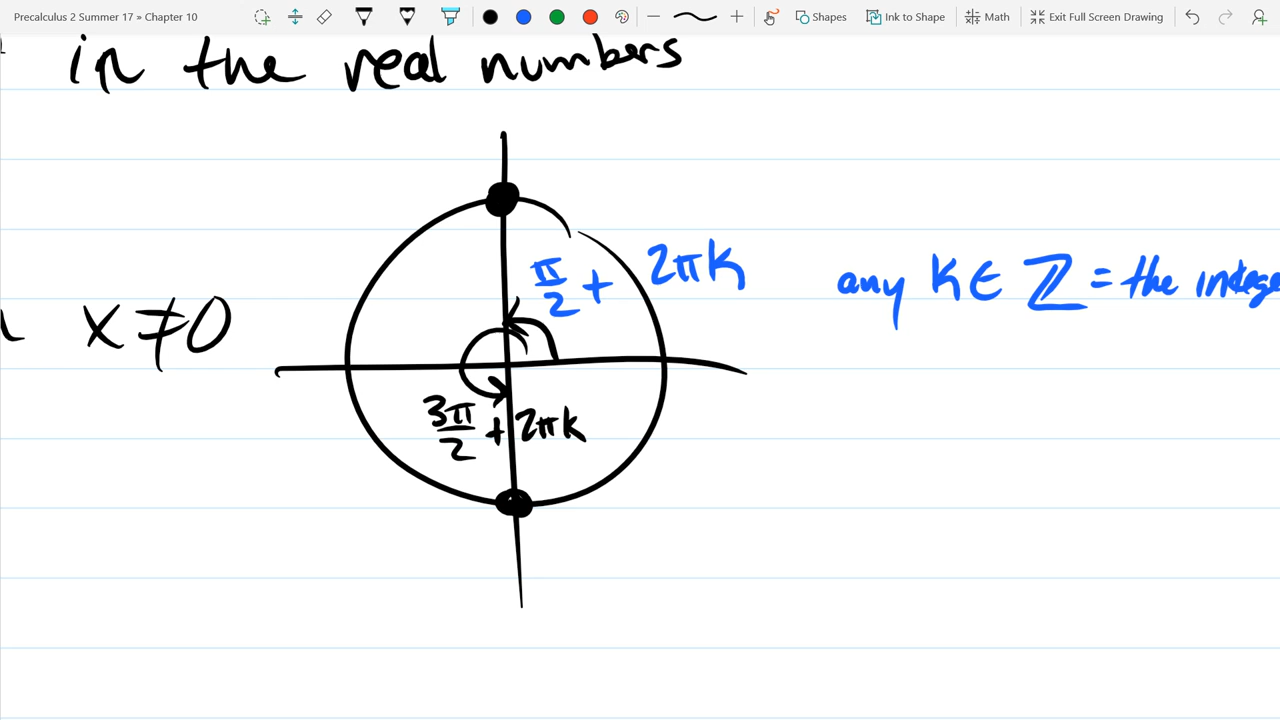 Precalculus 2 Summer 17 » Chapter 10
Shapes
Ink to Shape
Math
Exit Full Screen Drawing
in the real numbers
π/2 + 2πk
any k ∈ ℤ = the intege
x ≠ 0
3π/2 + 2πk